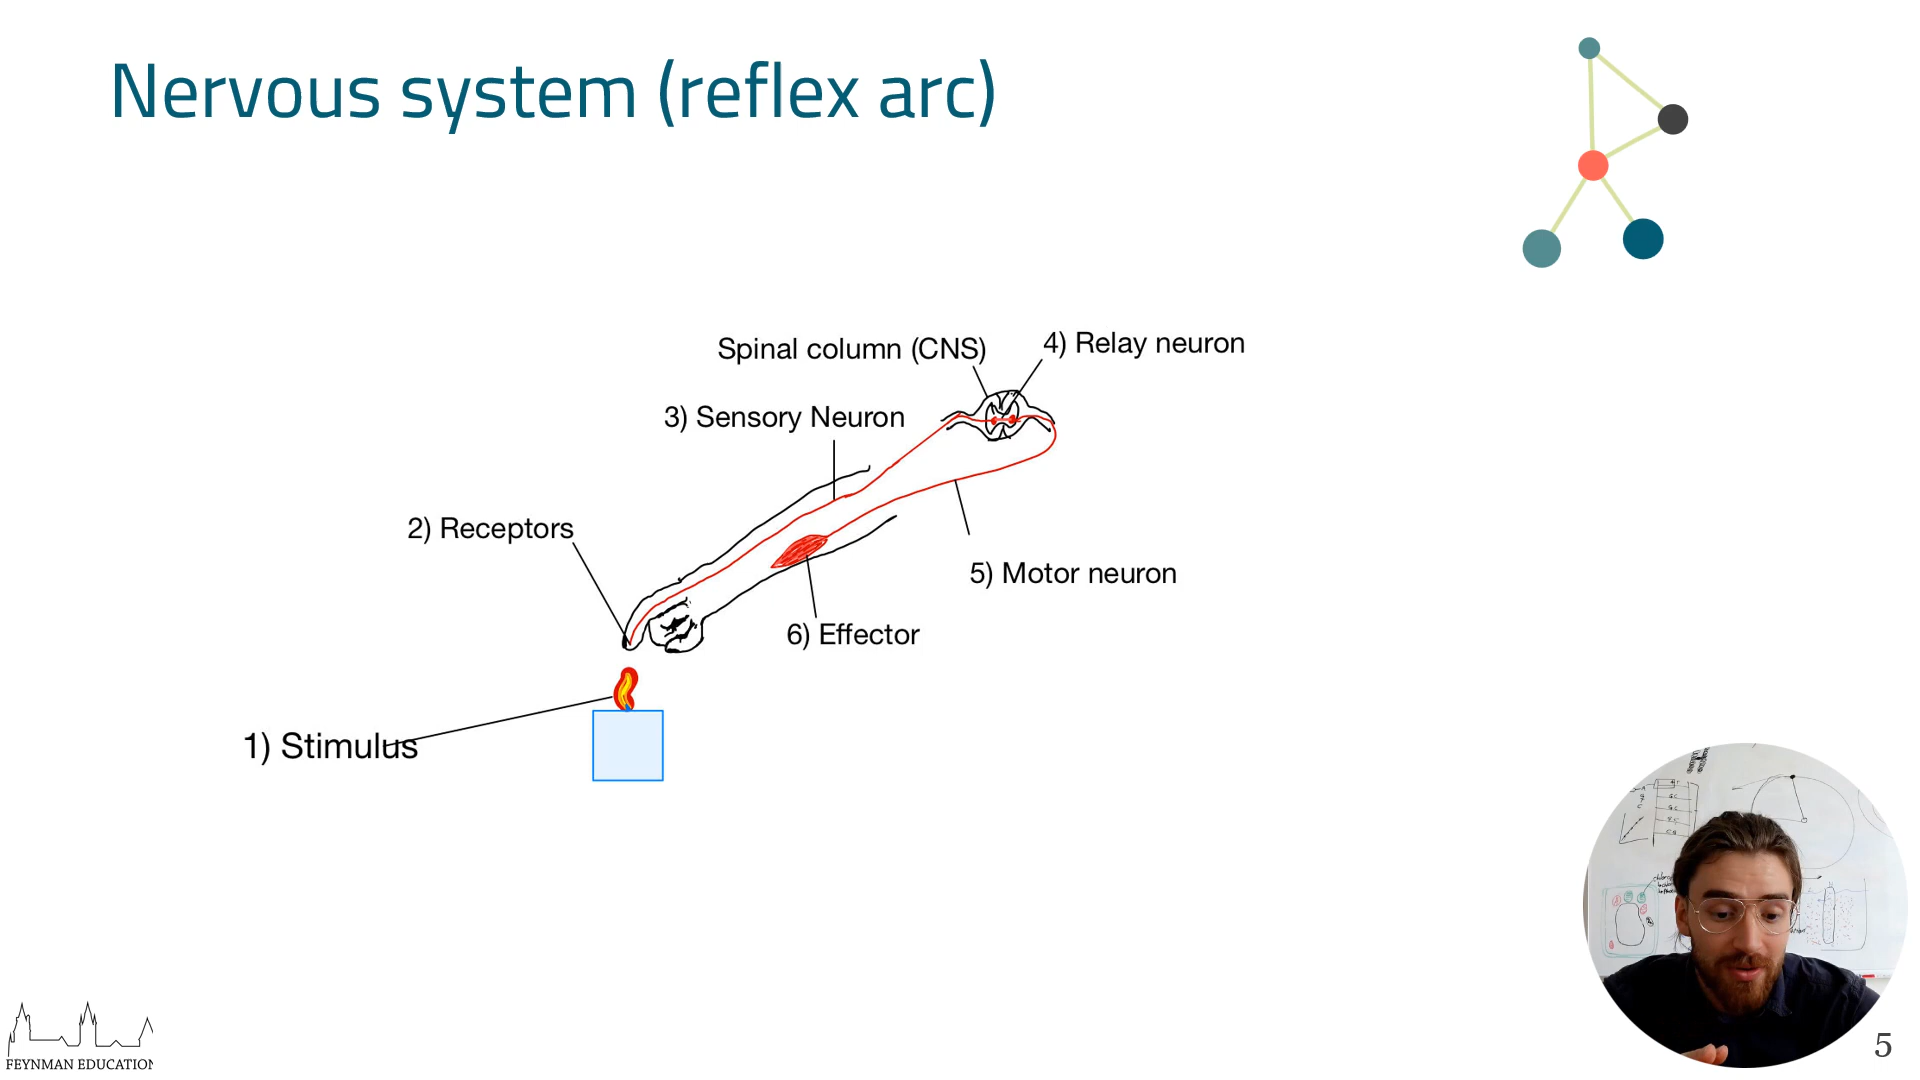 Nervous system (reflex arc)
Spinal column (CNS)
4) Relay neuron
3) Sensory Neuron
2) Receptors
5) Motor neuron
6) Effector
1) Stimulus
FEYNMAN EDUCATION
5